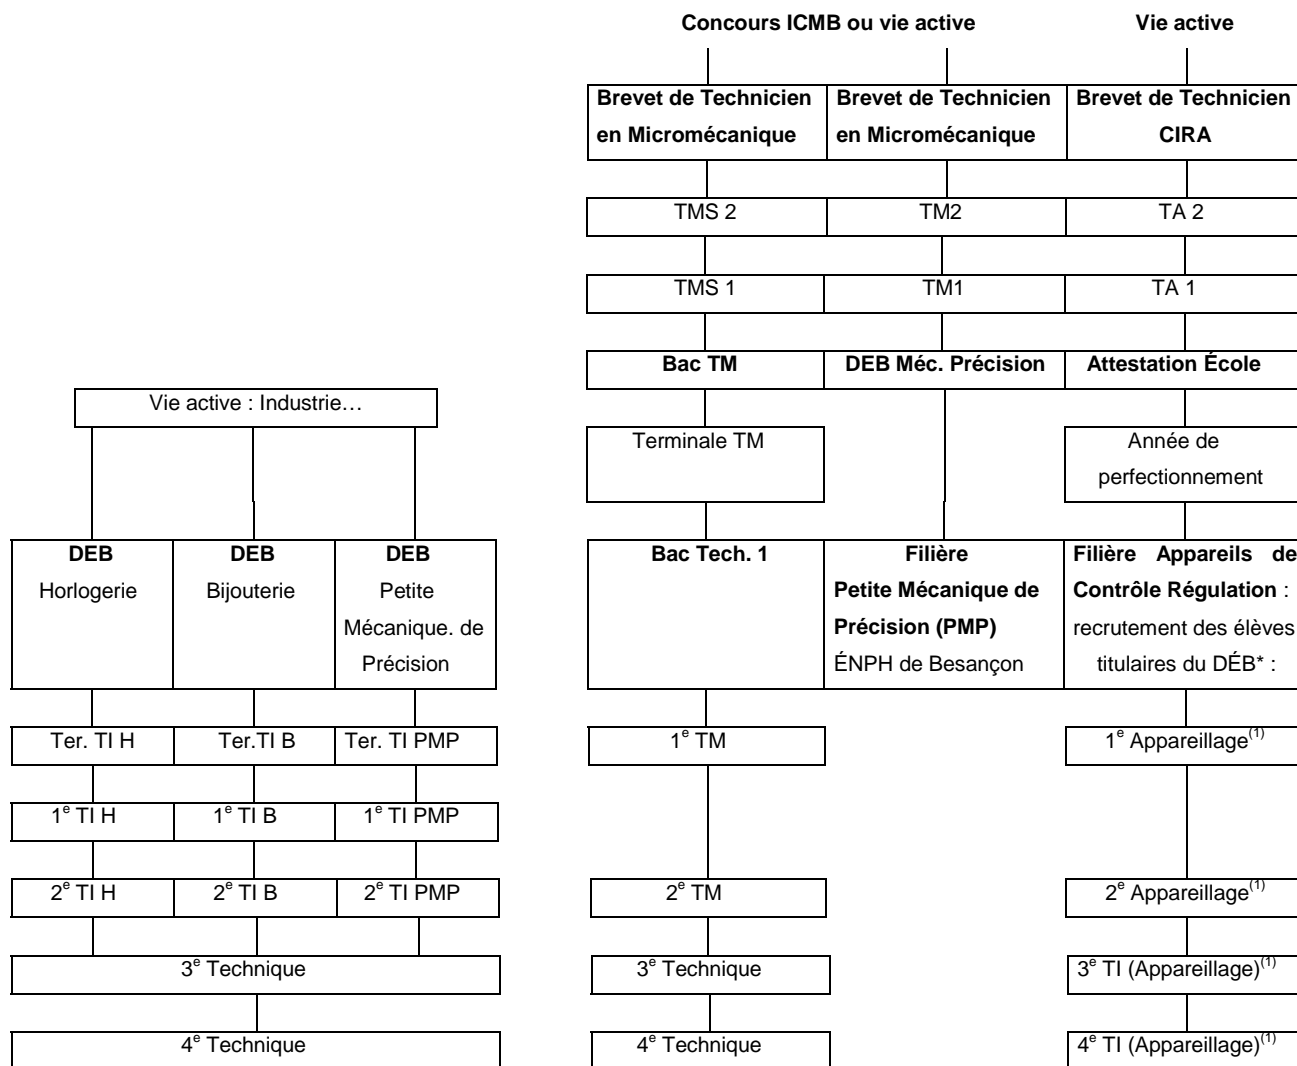 Concours ICMB ou vie active
Vie active
Brevet de Technicien
en Micromécanique
Brevet de Technicien
en Micromécanique
Brevet de Technicien
CIRA
TMS 2
TM2
TA 2
TMS 1
TM1
TA 1
Bac TM
DEB Méc. Précision
Attestation École
Vie active : Industrie…
Terminale TM
Année de
perfectionnement
DEB
Horlogerie
DEB
Bijouterie
DEB
Petite
Mécanique. de
Précision
Bac Tech. 1
Filière
Petite Mécanique de
Précision (PMP)
ÉNPH de Besançon
Filière Appareils de
Contrôle Régulation :
recrutement des élèves
titulaires du DÉB* :
Ter. TI H
Ter.TI B
Ter. TI PMP
1e TM
1e Appareillage(1)
1e TI H
1e TI B
1e TI PMP
2e TI H
2e TI B
2e TI PMP
2e TM
2e Appareillage(1)
3e Technique
3e Technique
3e TI (Appareillage)(1)
4e Technique
4e Technique
4e TI (Appareillage)(1)